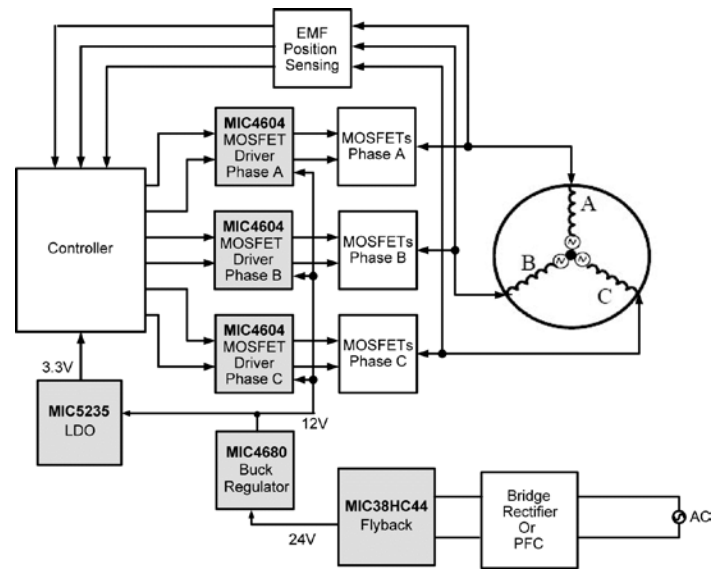 EMF
Position
Sensing
MIC4604
MOSFET
Driver
Phase A
MOSFETs
Phase A
Controller
MIC4604
MOSFET
Driver
Phase B
MOSFETs
Phase B
A
B
C
MIC4604
MOSFET
Driver
Phase C
MOSFETs
Phase C
3.3V
MIC5235
LDO
12V
MIC4680
Buck
Regulator
24V
MIC38HC44
Flyback
Bridge
Rectifier
Or
PFC
AC